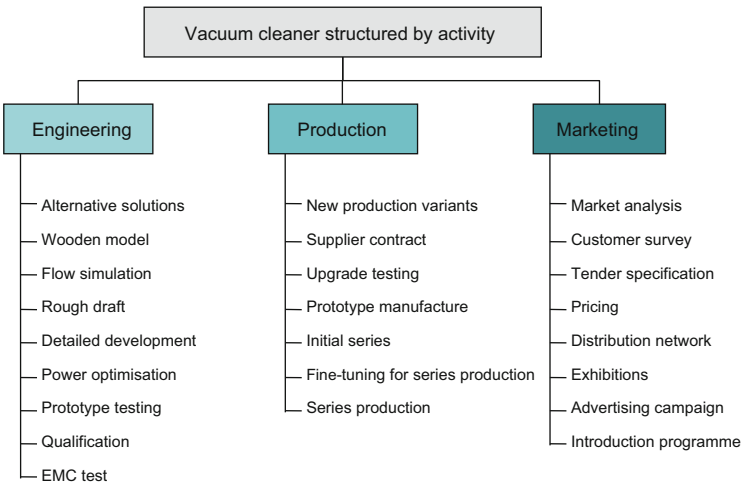 Vacuum cleaner structured by activity
Engineering
Alternative solutions
Wooden model
Flow simulation
Rough draft
Detailed development
Power optimisation
Prototype testing
Qualification
EMC test
Production
New production variants
Supplier contract
Upgrade testing
Prototype manufacture
Initial series
Fine-tuning for series production
Series production
Marketing
Market analysis
Customer survey
Tender specification
Pricing
Distribution network
Exhibitions
Advertising campaign
Introduction programme